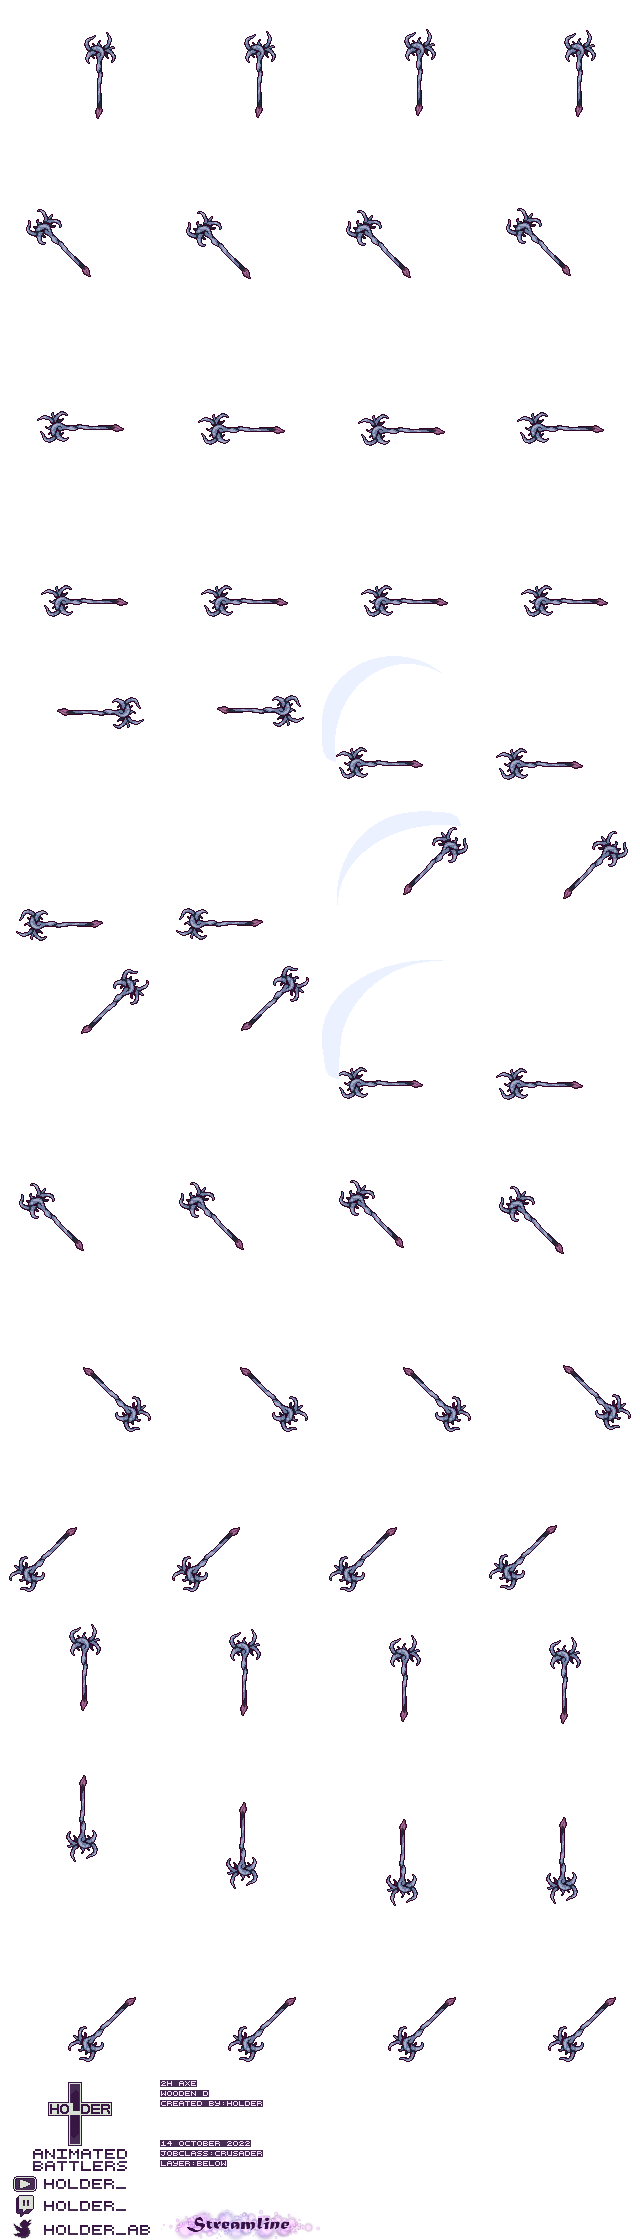 2H AXE
WOODEN D
CREATED BY:HOLDER
HOLDER
14 OCTOBER 2022
JOBCLASS:CRUSADER
LAYER:BELOW
ANIMATED
BATTLERS
HOLDER_
HOLDER_
HOLDER_AB
Streamline